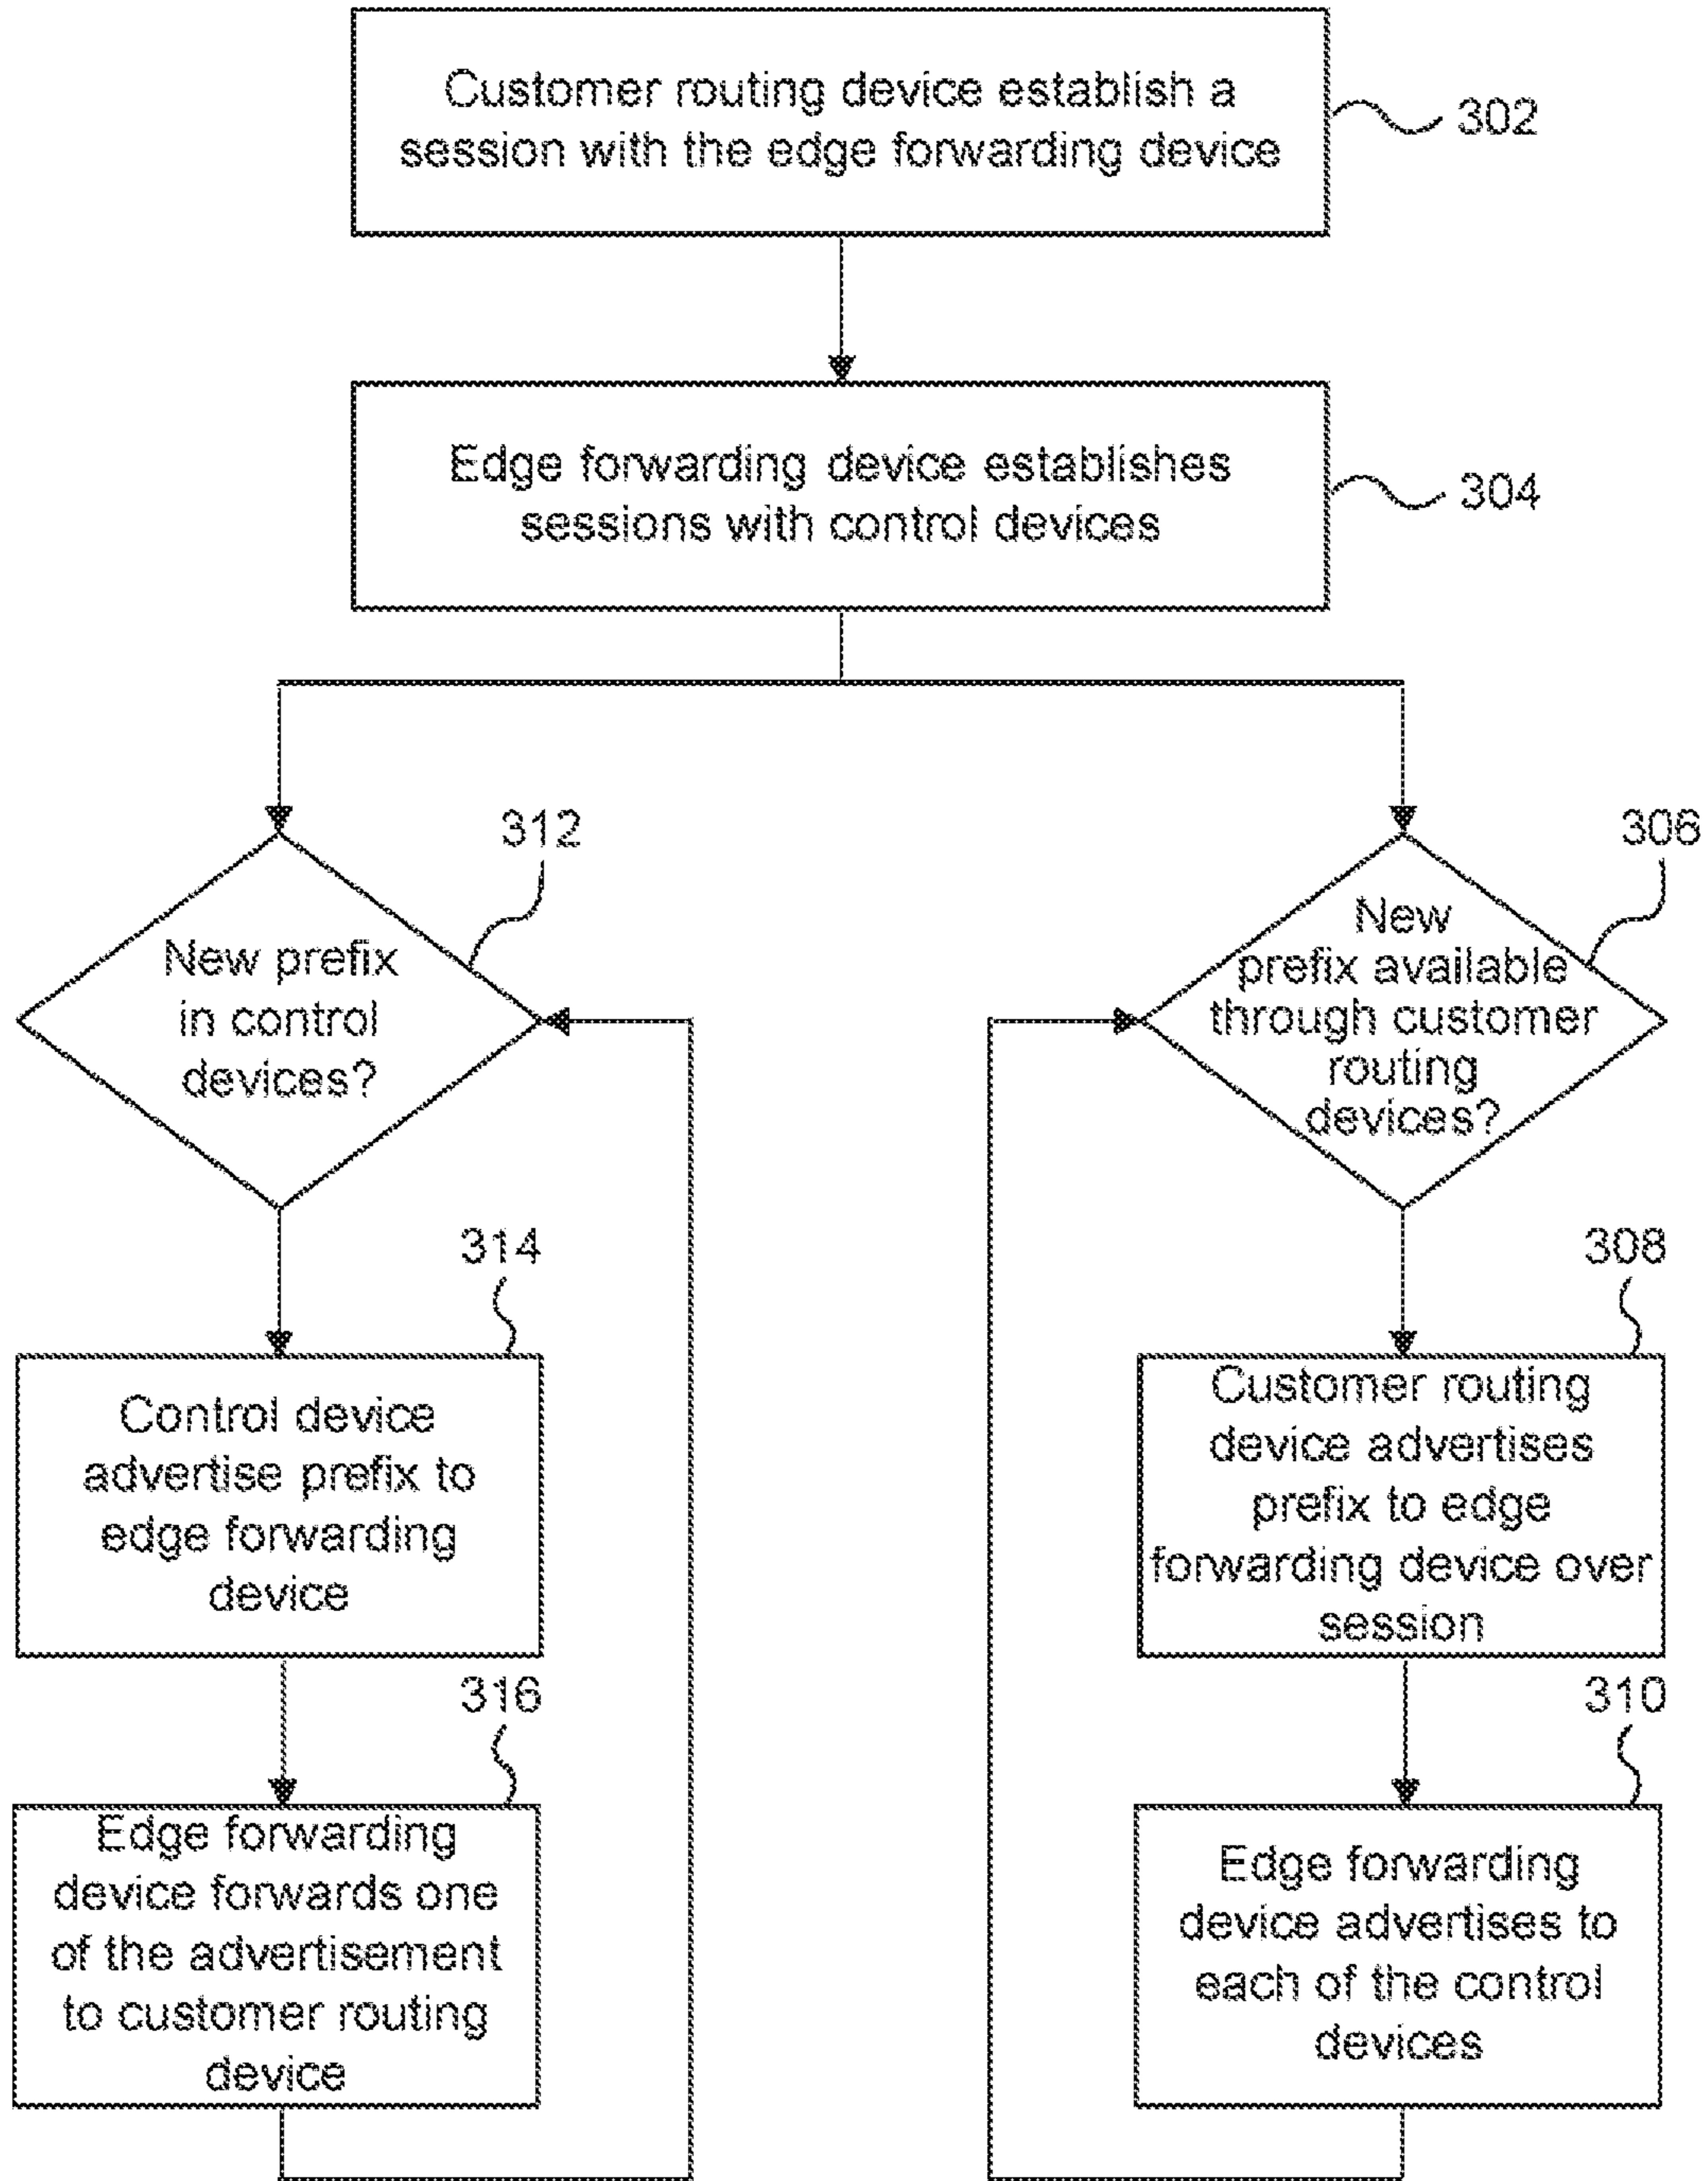 Customer routing device establish a
session with the edge forwarding device
302
Edge forwarding device establishes
sessions with control devices
304
312
New prefix
in control
devices?
306
New
prefix available
through customer
routing
devices?
314
Control device
advertise prefix to
edge forwarding
device
308
Customer routing
device advertises
prefix to edge
forwarding device over
session
316
Edge forwarding
device forwards one
of the advertisement
to customer routing
device
310
Edge forwarding
device advertises to
each of the control
devices